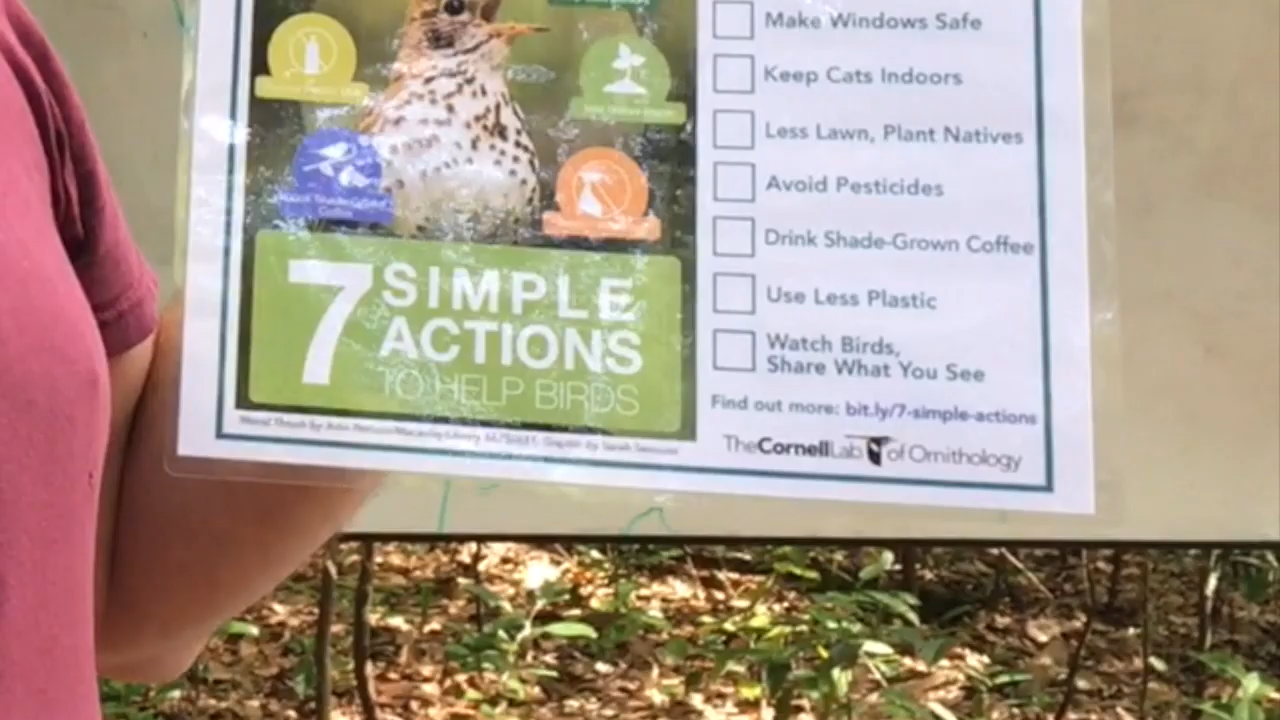 7 SIMPLE
ACTIONS
TO HELP BIRDS
Make Windows Safe
Keep Cats Indoors
Less Lawn, Plant Natives
Avoid Pesticides
Drink Shade-Grown Coffee
Use Less Plastic
Watch Birds,
Share What You See
Find out more: bit.ly/7-simple-actions
TheCornellLab of Ornithology